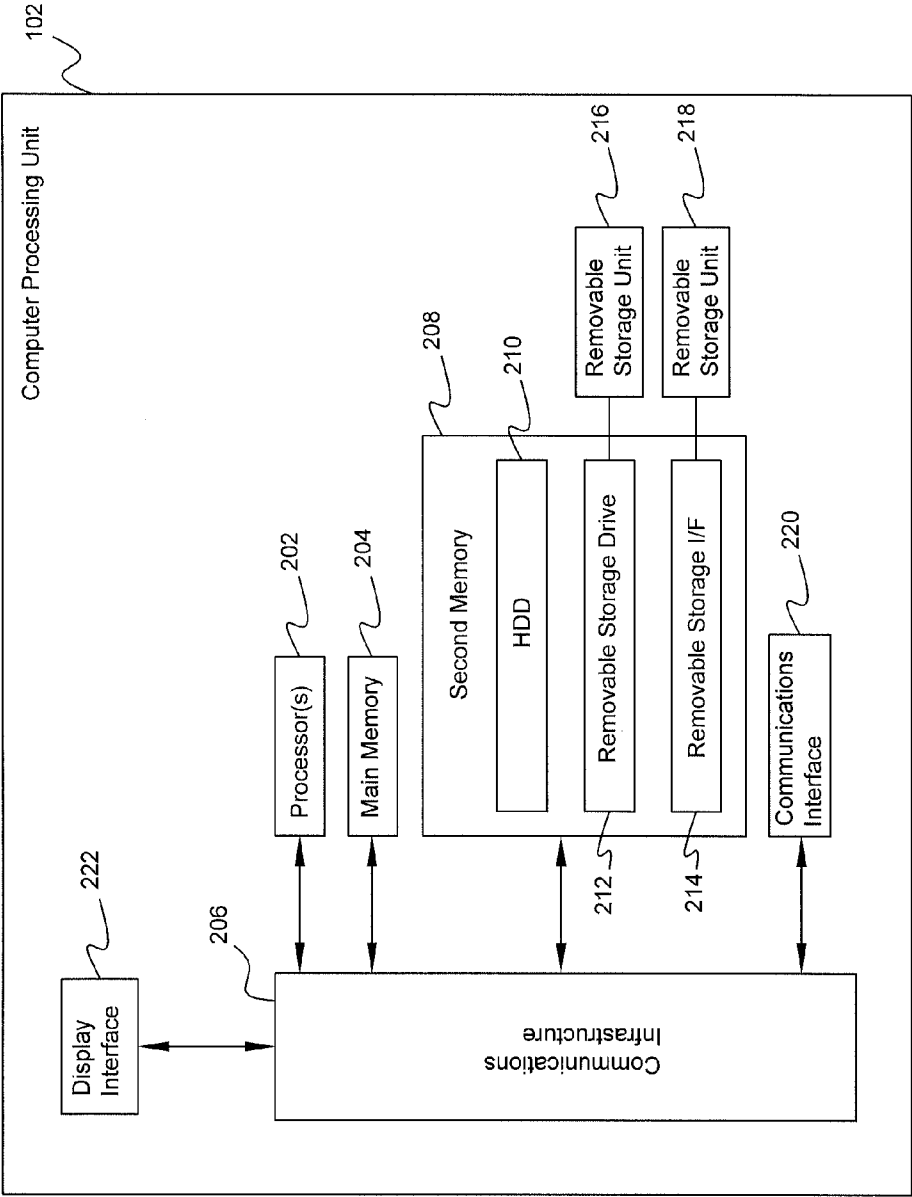 Computer Processing Unit
102
Display
Interface
222
206
Communications
Infrastructure
Processor(s)
202
Main Memory
204
Second Memory
208
HDD
210
Removable Storage Drive
212
Removable
Storage Unit
216
Removable Storage I/F
214
Removable
Storage Unit
218
Communications
Interface
220